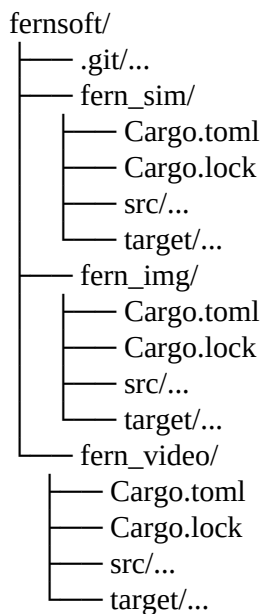 fernsoft/
.git/...
fern_sim/
Cargo.toml
Cargo.lock
src/...
target/...
fern_img/
Cargo.toml
Cargo.lock
src/...
target/...
fern_video/
Cargo.toml
Cargo.lock
src/...
target/...